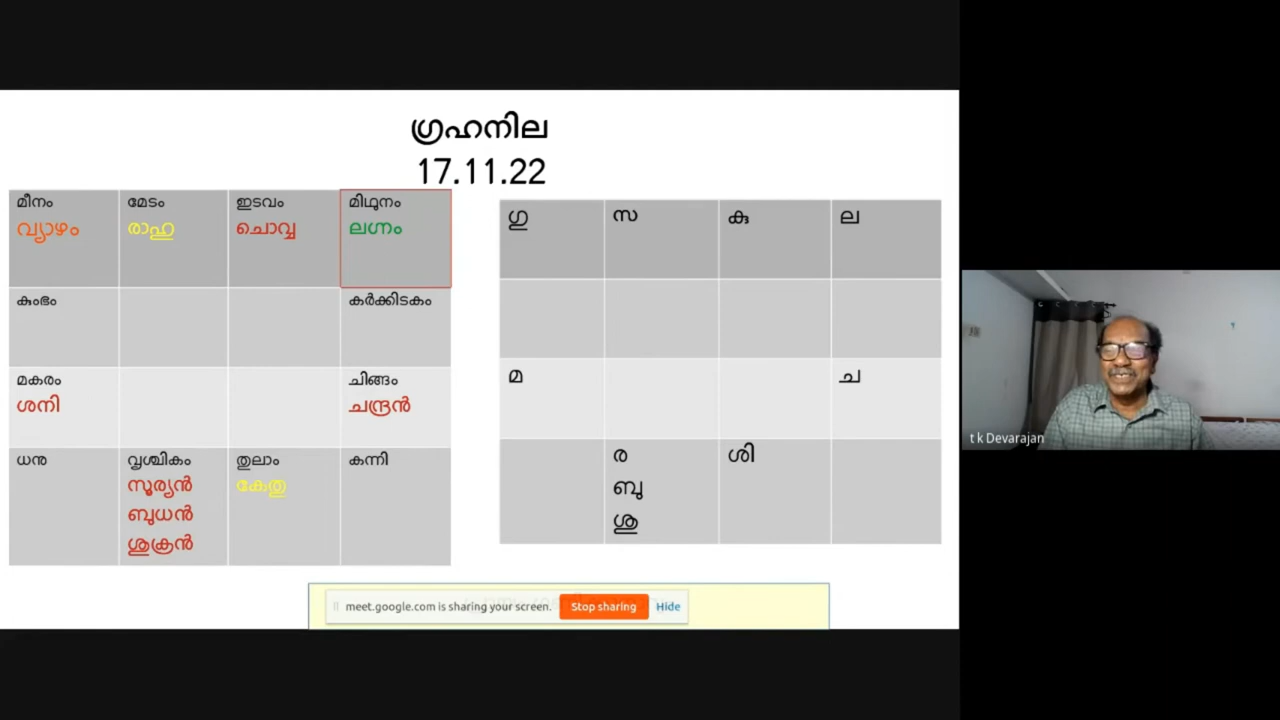 ഗ്രഹനില
17.11.22
മീനം മേടം ഇടവം മിഥുനം
വ്യാഴം രാഹു ചൊവ്വ ലഗ്നം
കുംഭം കർക്കിടകം
മകരം ചിങ്ങം
ശനി ചന്ദ്രൻ
ധനു വൃശ്ചികം തുലാം കന്നി
സൂര്യൻ കേതു
ബുധൻ
ശുക്രൻ
ഗു സ കു ല
മ ച
ര ശി
ബു
ശു
t k Devarajan
meet.google.com is sharing your screen. Stop sharing Hide